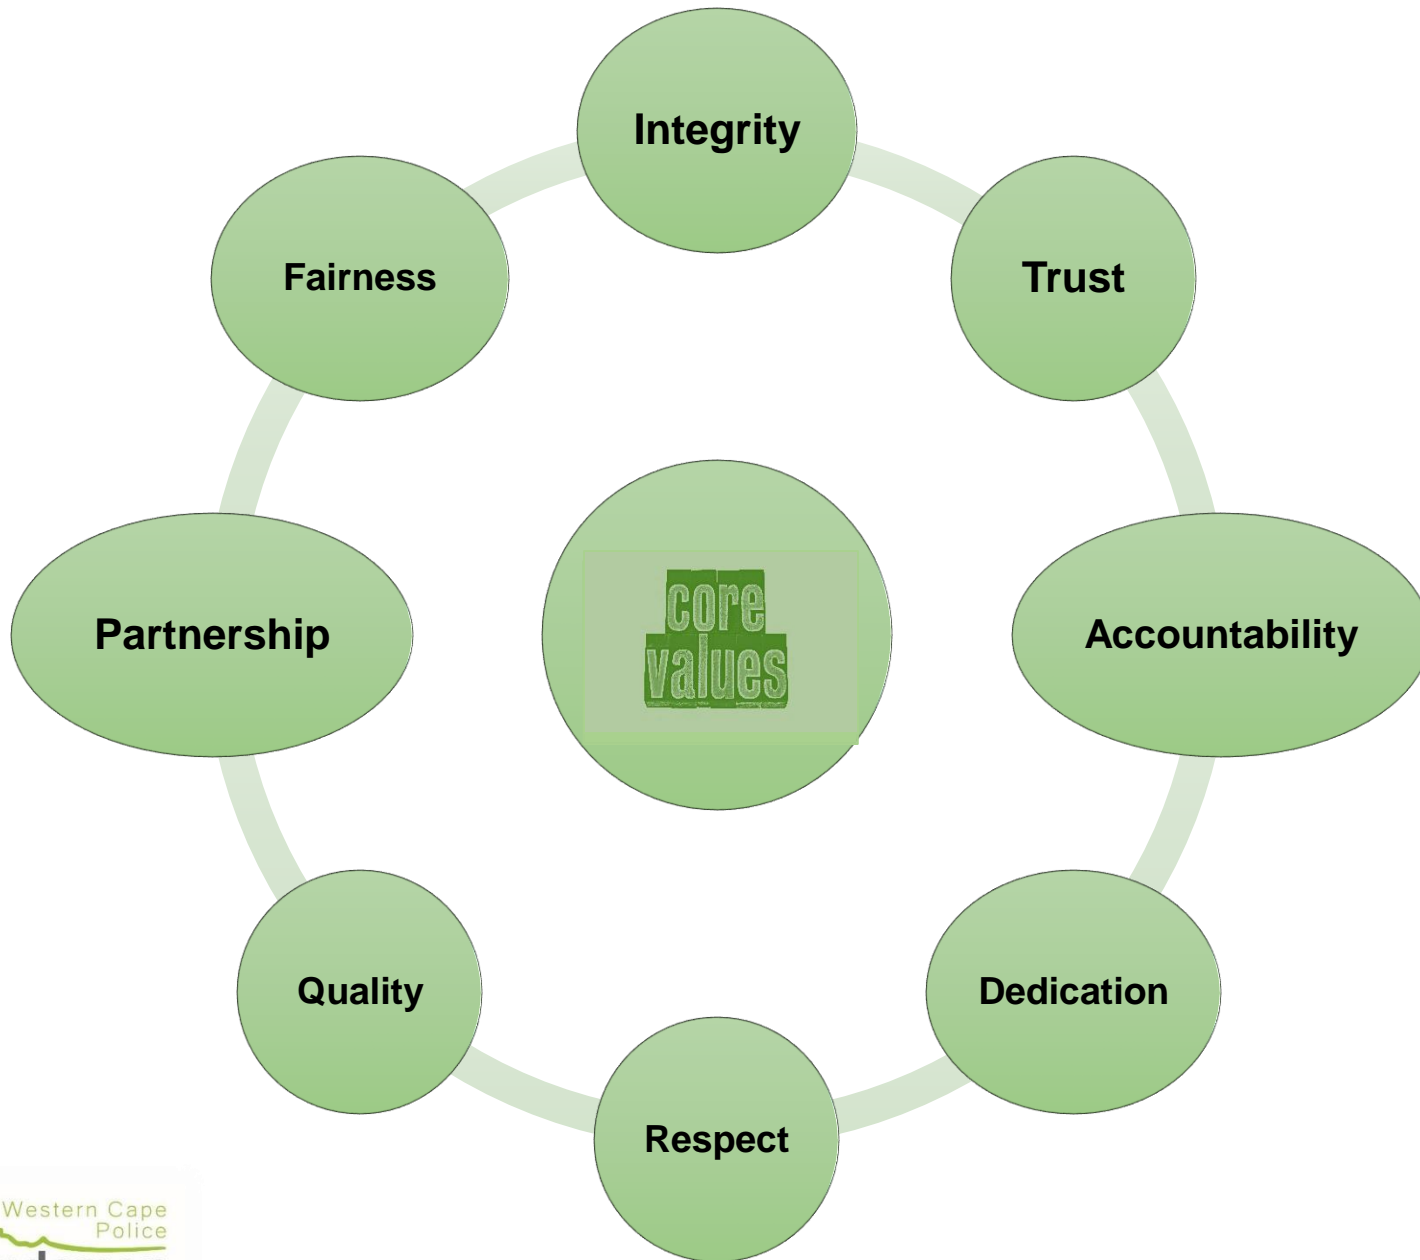 Integrity
Trust
Accountability
Dedication
Respect
Quality
Partnership
Fairness
core
values
Western Cape
Police